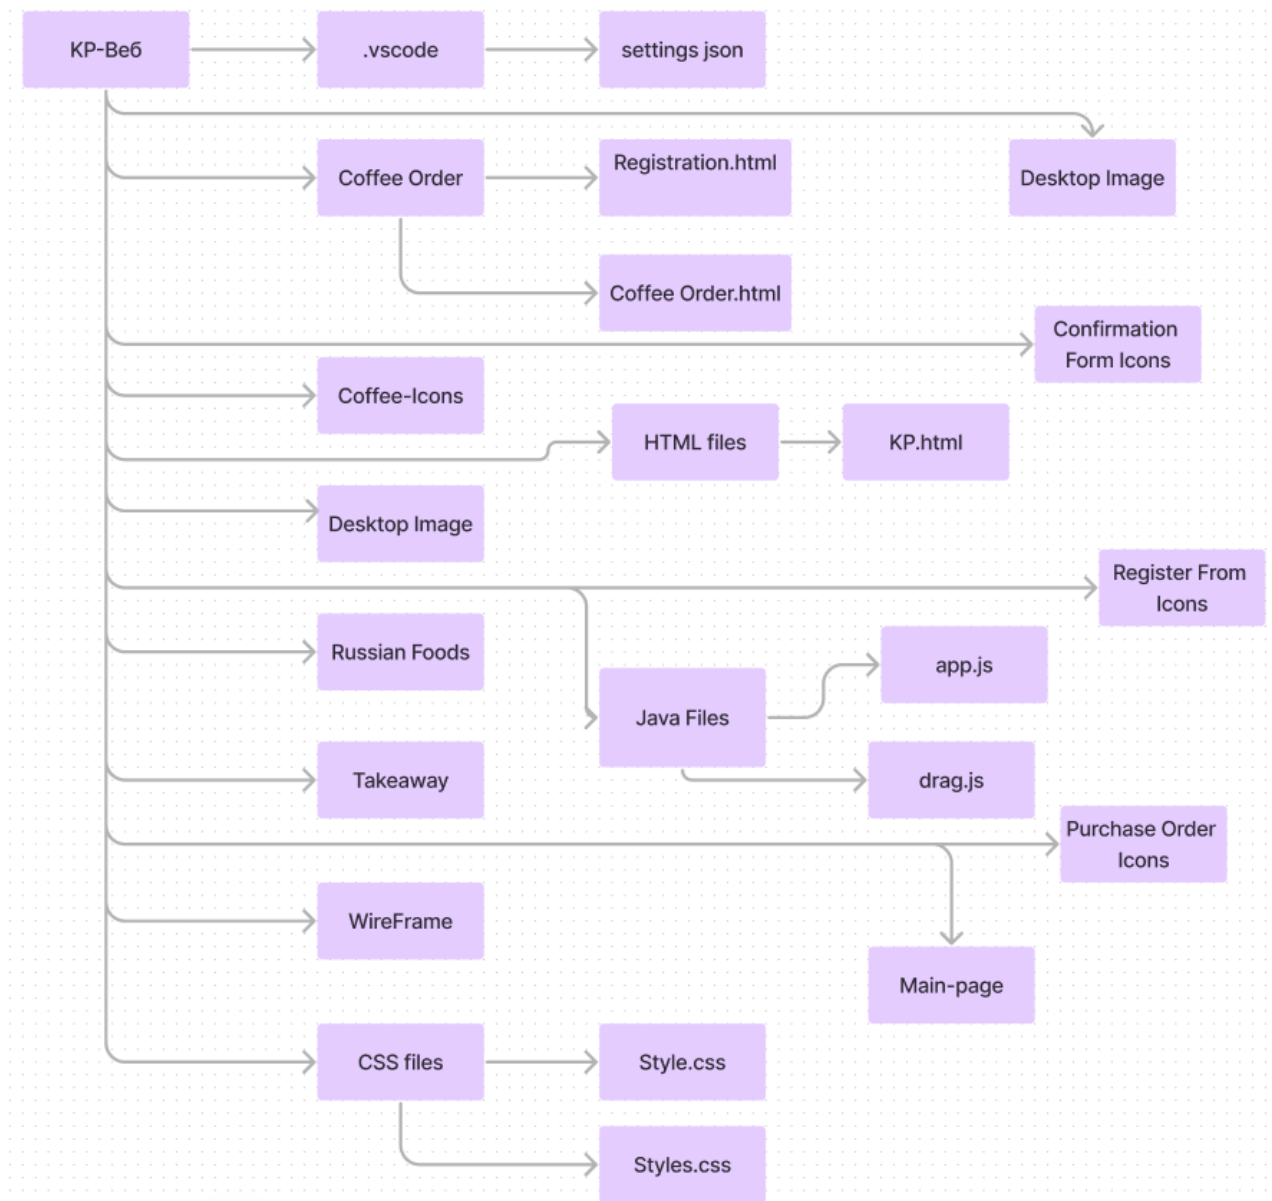 КР-Веб
.vscode
settings json
Coffee Order
Registration.html
Desktop Image
Coffee Order.html
Confirmation
Form Icons
Coffee-Icons
HTML files
KP.html
Desktop Image
Register From
Icons
Russian Foods
app.js
Java Files
Takeaway
drag.js
Purchase Order
Icons
WireFrame
Main-page
CSS files
Style.css
Styles.css